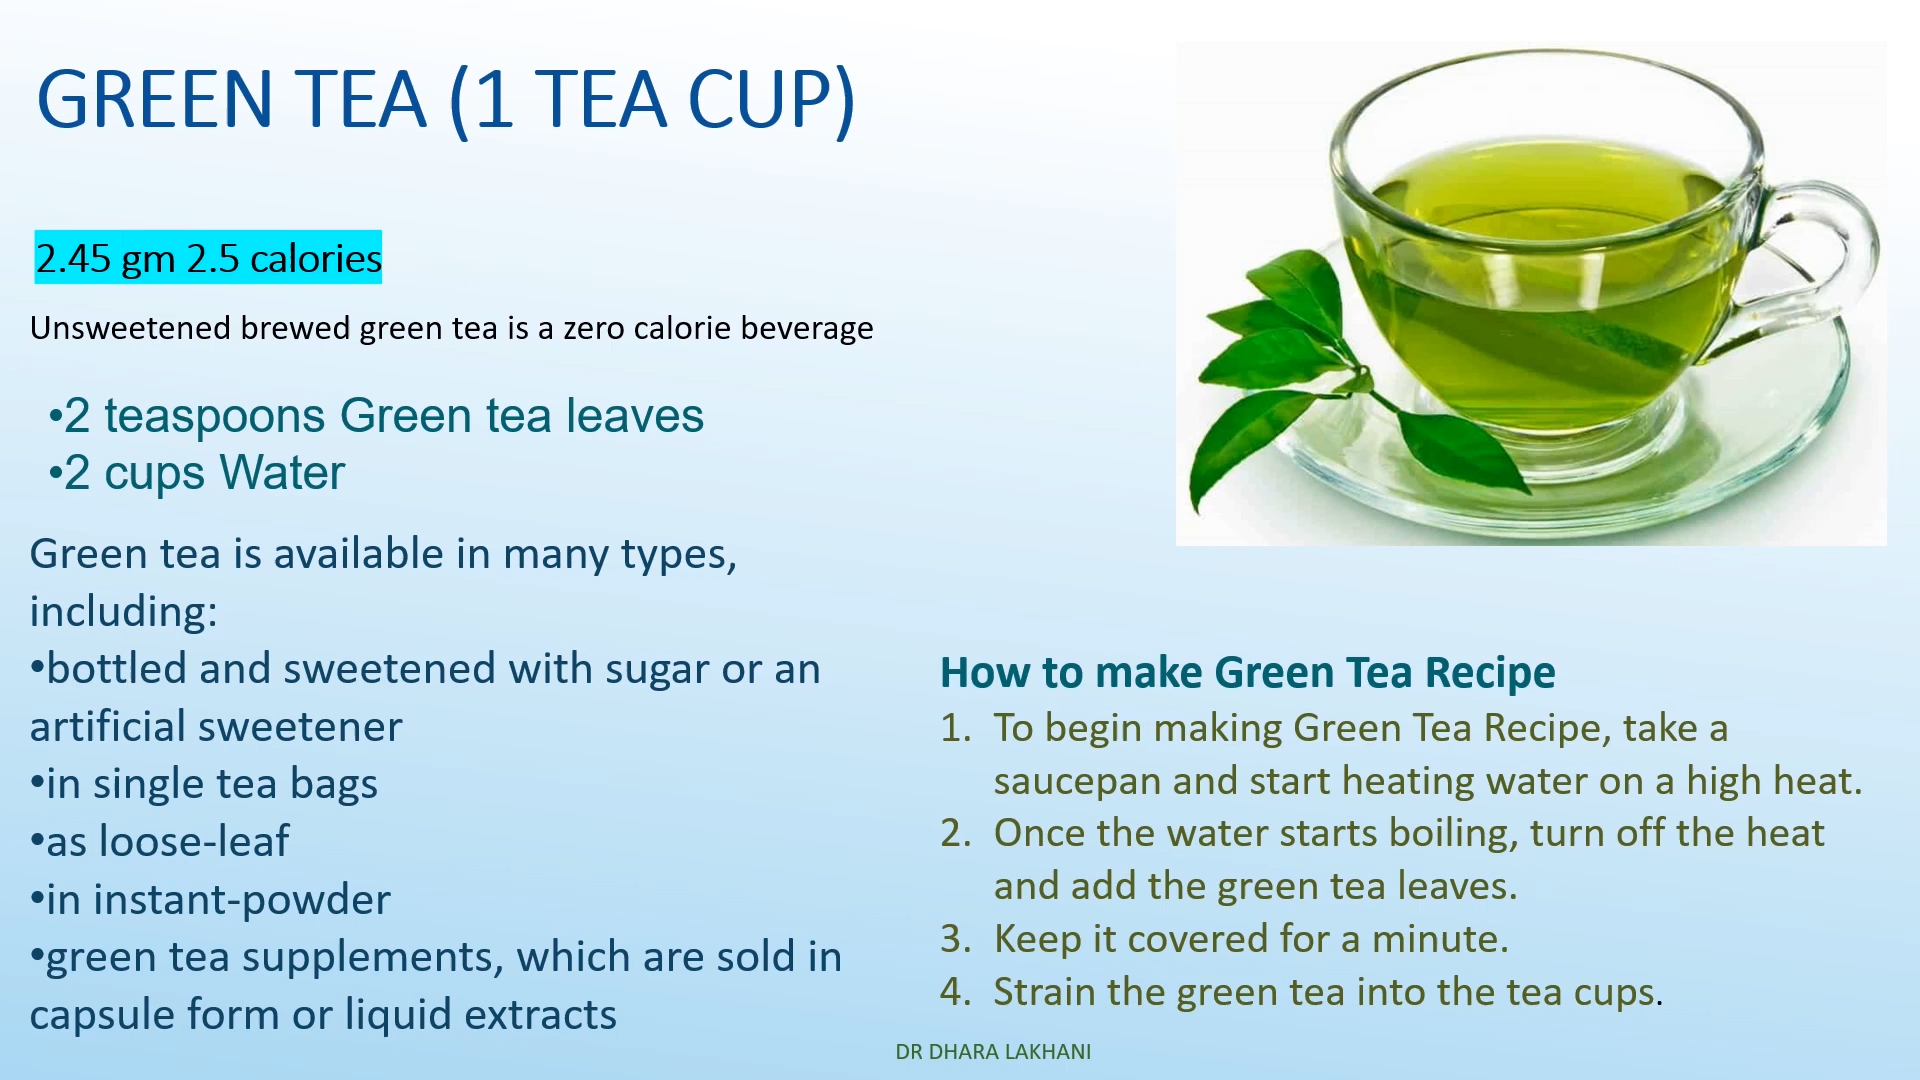 GREEN TEA (1 TEA CUP)
2.45 gm 2.5 calories
Unsweetened brewed green tea is a zero calorie beverage
•2 teaspoons Green tea leaves
•2 cups Water
Green tea is available in many types,
including:
•bottled and sweetened with sugar or an
artificial sweetener
•in single tea bags
•as loose-leaf
•in instant-powder
•green tea supplements, which are sold in
capsule form or liquid extracts
How to make Green Tea Recipe
1. To begin making Green Tea Recipe, take a
saucepan and start heating water on a high heat.
2. Once the water starts boiling, turn off the heat
and add the green tea leaves.
3. Keep it covered for a minute.
4. Strain the green tea into the tea cups.
DR DHARA LAKHANI